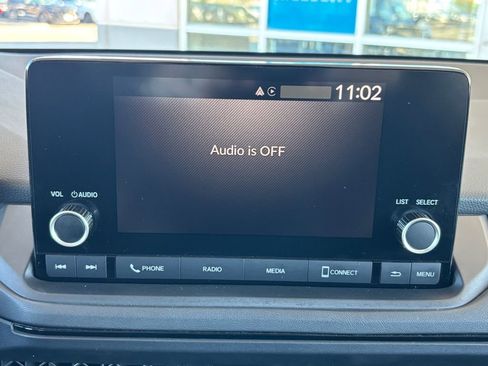 11:02
Audio is OFF
VOL AUDIO
LIST SELECT
PHONE RADIO MEDIA CONNECT MENU